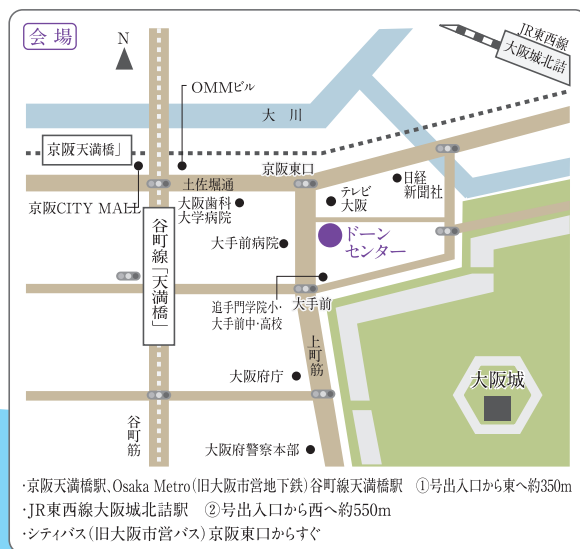 会 場
N
JR東西線
大阪城北詰
OMMビル
大 川
京阪天満橋」
京阪東口
土佐堀通
京阪CITY MALL
大阪歯科
大学病院
テレビ
大阪
日経
新聞社
谷町線「天満橋」
大手前病院
ドーン
センター
追手門学院小・
大手前中・高校
大手前
上町筋
大阪府庁
大阪城
谷町筋
大阪府警察本部
・京阪天満橋駅、Osaka Metro(旧大阪市営地下鉄)谷町線天満橋駅　①号出入口から東へ約350m
・JR東西線大阪城北詰駅　②号出入口から西へ約550m
・シティバス(旧大阪市営バス)京阪東口からすぐ